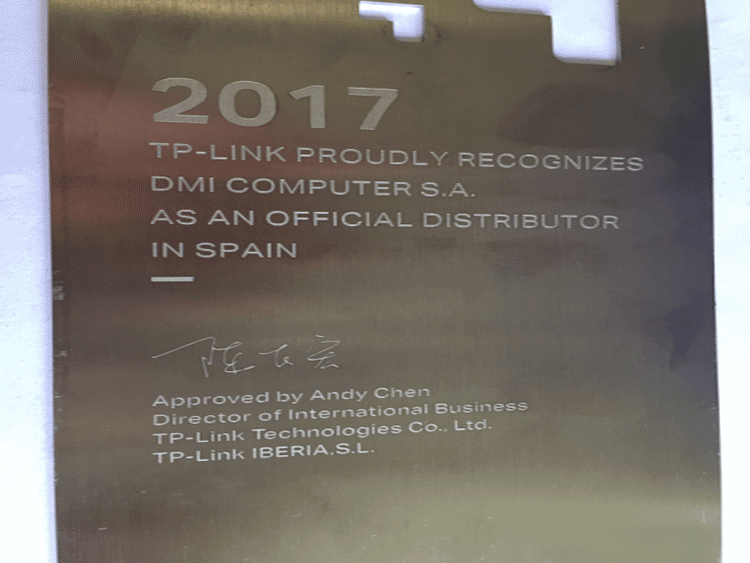 2017
TP-LINK PROUDLY RECOGNIZES
DMI COMPUTER S.A.
AS AN OFFICIAL DISTRIBUTOR
IN SPAIN
Approved by Andy Chen
Director of International Business
TP-Link Technologies Co., Ltd.
TP-Link IBERIA,S.L.